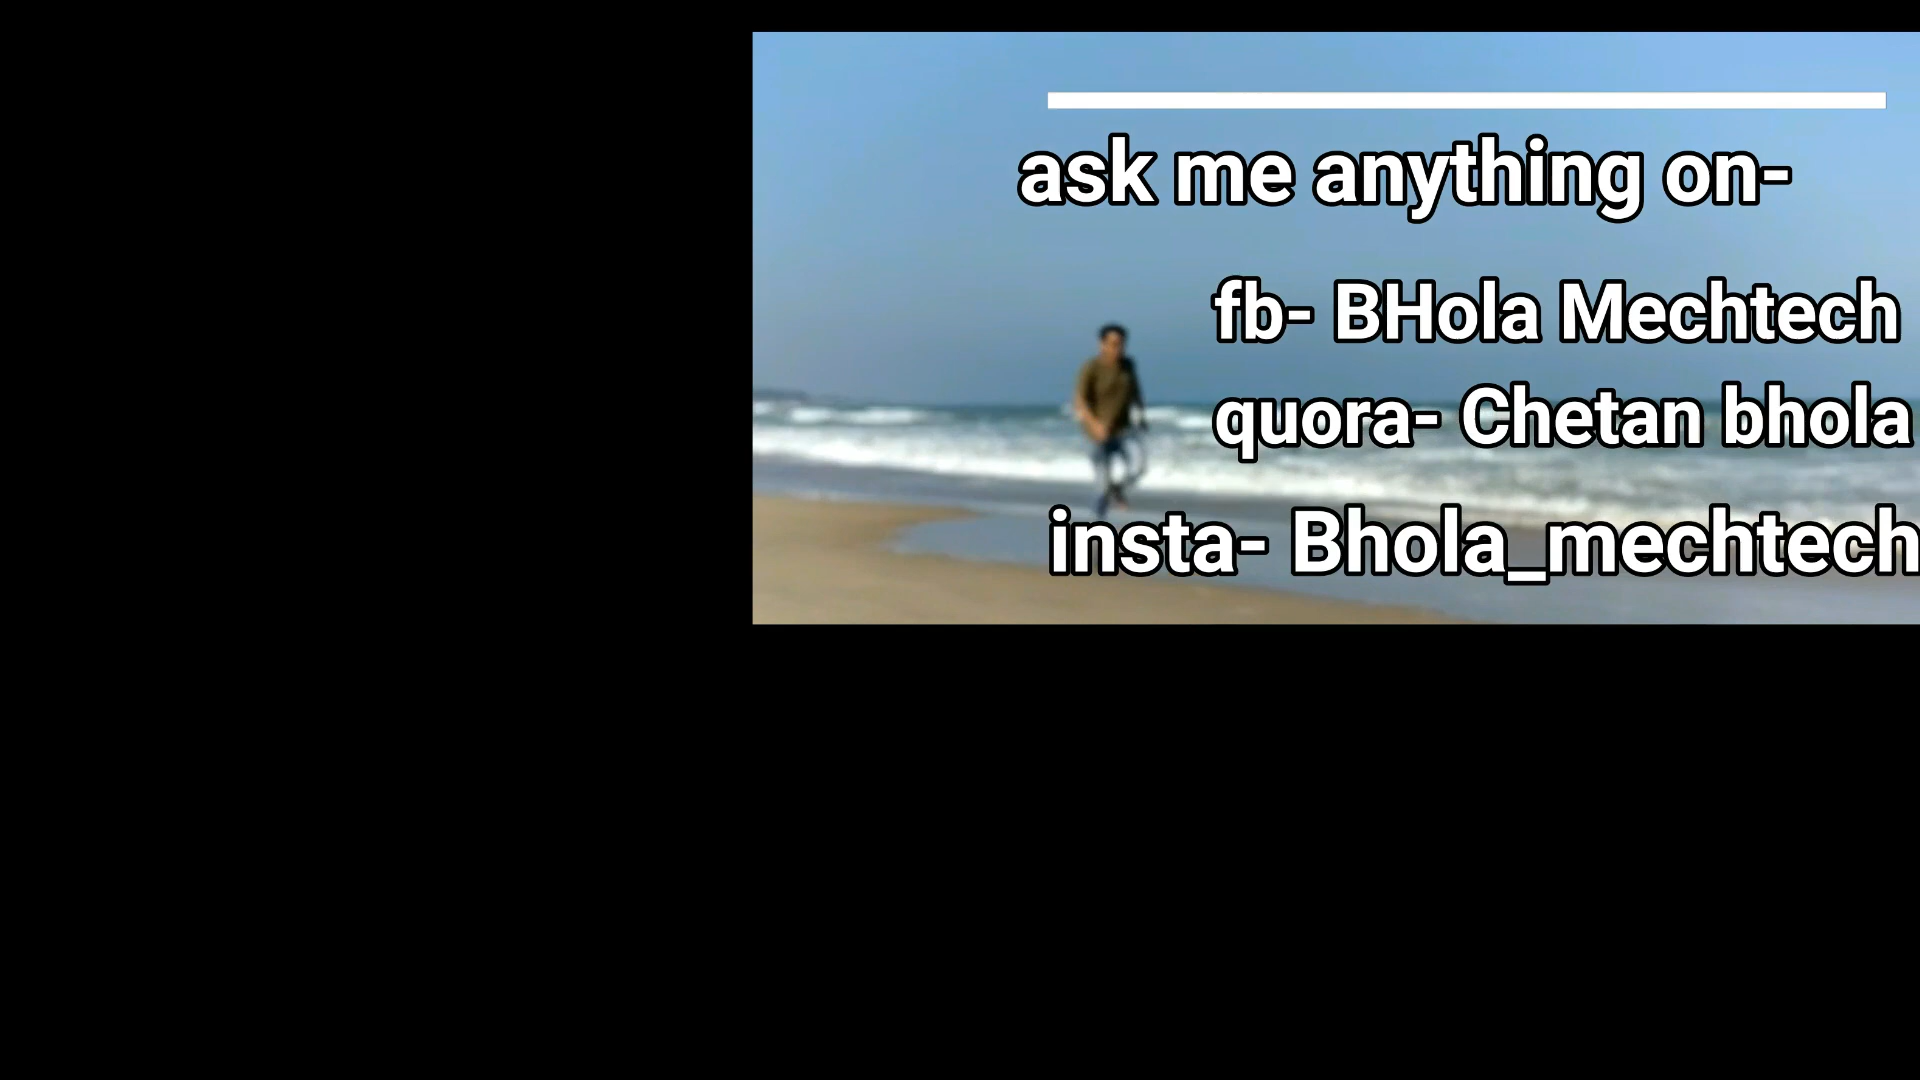 ask me anything on-
fb- BHola Mechtech
quora- Chetan bhola
insta- Bhola_mechtech